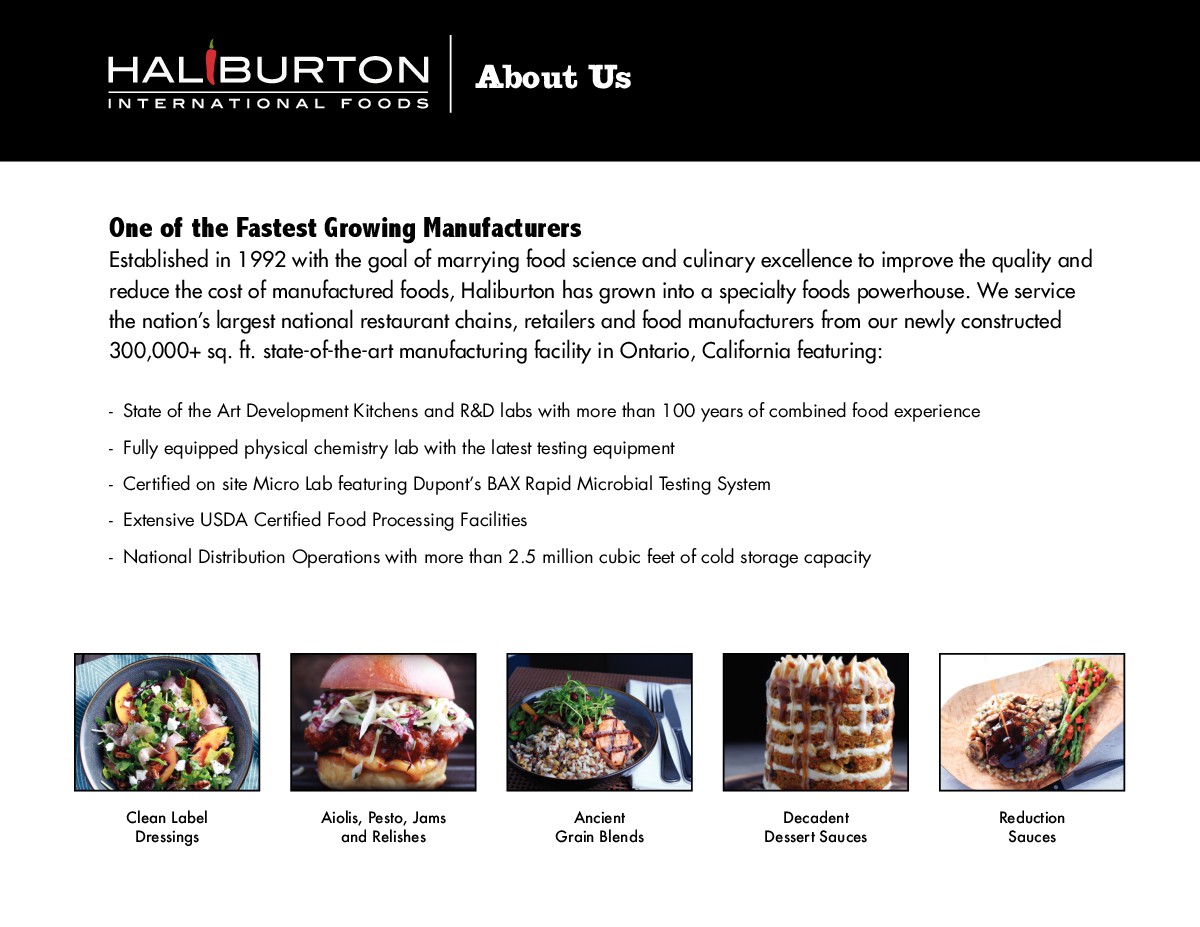 HALIBURTON
INTERNATIONAL FOODS
About Us
One of the Fastest Growing Manufacturers
Established in 1992 with the goal of marrying food science and culinary excellence to improve the quality and
reduce the cost of manufactured foods, Haliburton has grown into a specialty foods powerhouse. We service
the nation’s largest national restaurant chains, retailers and food manufacturers from our newly constructed
300,000+ sq. ft. state-of-the-art manufacturing facility in Ontario, California featuring:
- State of the Art Development Kitchens and R&D labs with more than 100 years of combined food experience
- Fully equipped physical chemistry lab with the latest testing equipment
- Certified on site Micro Lab featuring Dupont’s BAX Rapid Microbial Testing System
- Extensive USDA Certified Food Processing Facilities
- National Distribution Operations with more than 2.5 million cubic feet of cold storage capacity
Clean Label
Dressings
Aiolis, Pesto, Jams
and Relishes
Ancient
Grain Blends
Decadent
Dessert Sauces
Reduction
Sauces